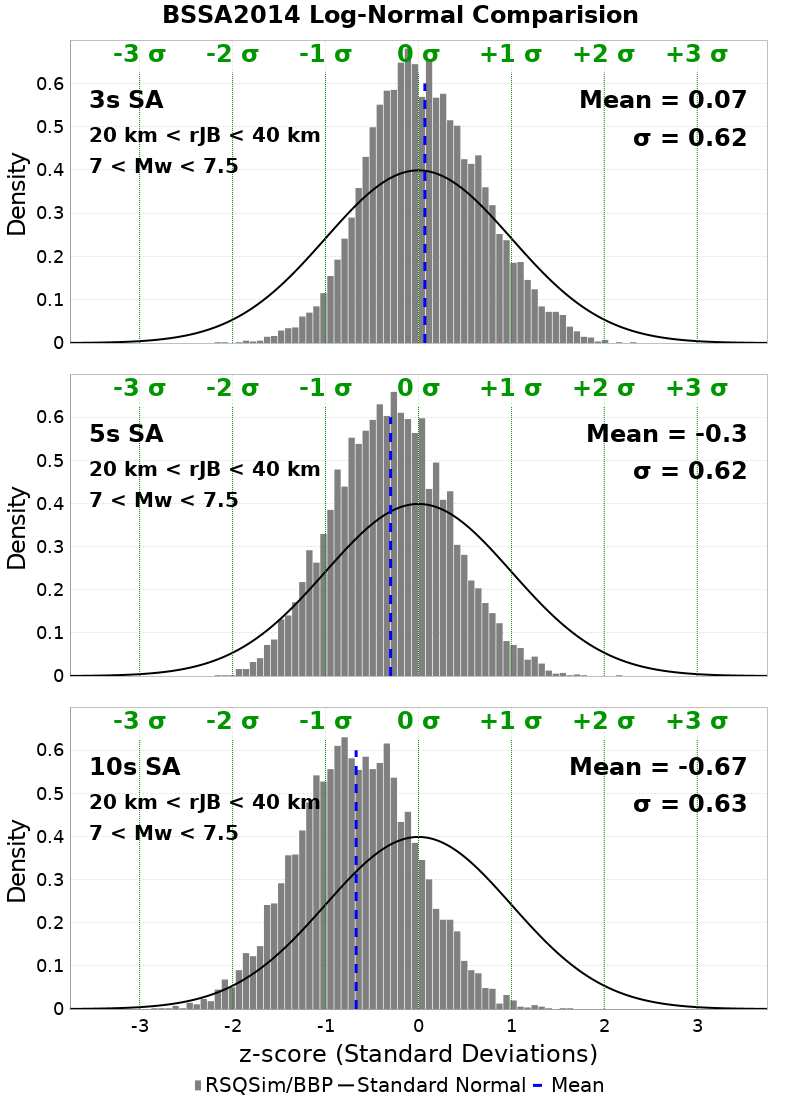 BSSA2014 Log-Normal Comparision
-3 σ -2 σ -1 σ 0 σ +1 σ +2 σ +3 σ
3s SA
Mean = 0.07
20 km < rJB < 40 km
σ = 0.62
7 < Mw < 7.5
Density
0.6
0.5
0.4
0.3
0.2
0.1
0
-3 σ -2 σ -1 σ 0 σ +1 σ +2 σ +3 σ
5s SA
Mean = -0.3
20 km < rJB < 40 km
σ = 0.62
7 < Mw < 7.5
Density
0.6
0.5
0.4
0.3
0.2
0.1
0
-3 σ -2 σ -1 σ 0 σ +1 σ +2 σ +3 σ
10s SA
Mean = -0.67
20 km < rJB < 40 km
σ = 0.63
7 < Mw < 7.5
Density
0.6
0.5
0.4
0.3
0.2
0.1
0
-3 -2 -1 0 1 2 3
z-score (Standard Deviations)
RSQSim/BBP Standard Normal Mean